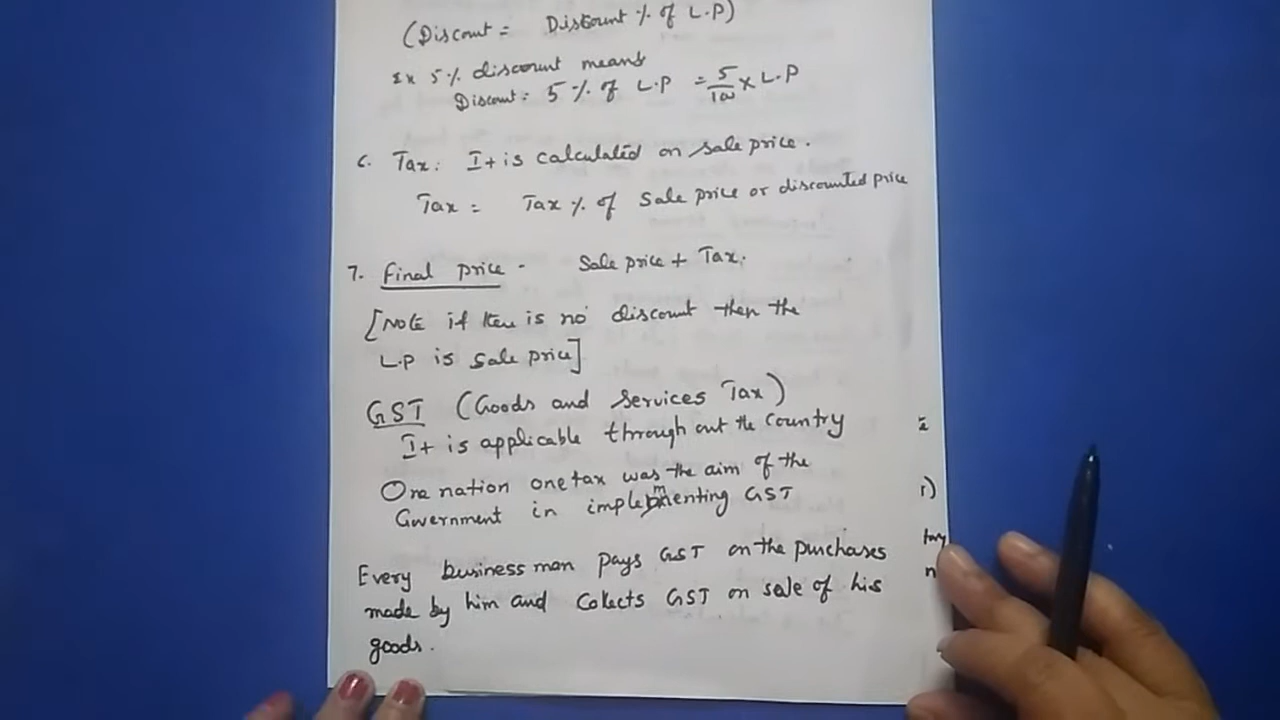 (Discount = Discount % of L.P)
Ex 5% discount means
Discount = 5 % of L.P = 5/100 × L.P
6. Tax: It is calculated on sale price.
Tax = Tax % of sale price or discounted price
7. Final price - Sale price + Tax.
[Note if there is no discount then the
L.P is sale price]
GST (Goods and Services Tax)
It is applicable through out the country
One nation one tax was the aim of the
Government in implementing GST
Every business man pays GST on the purchases
made by him and collects GST on sale of his
goods.